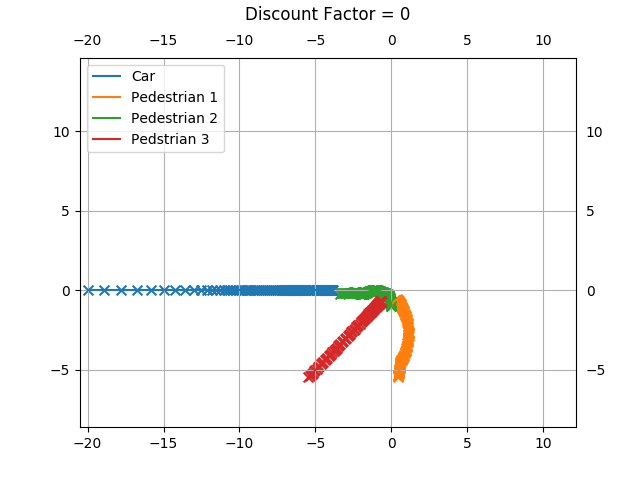 Discount Factor = 0
−20 −15 −10 −5 0 5 10
Car
Pedestrian 1
Pedestrian 2
Pedstrian 3
10 10
5 5
0 0
−5 −5
−20 −15 −10 −5 0 5 10